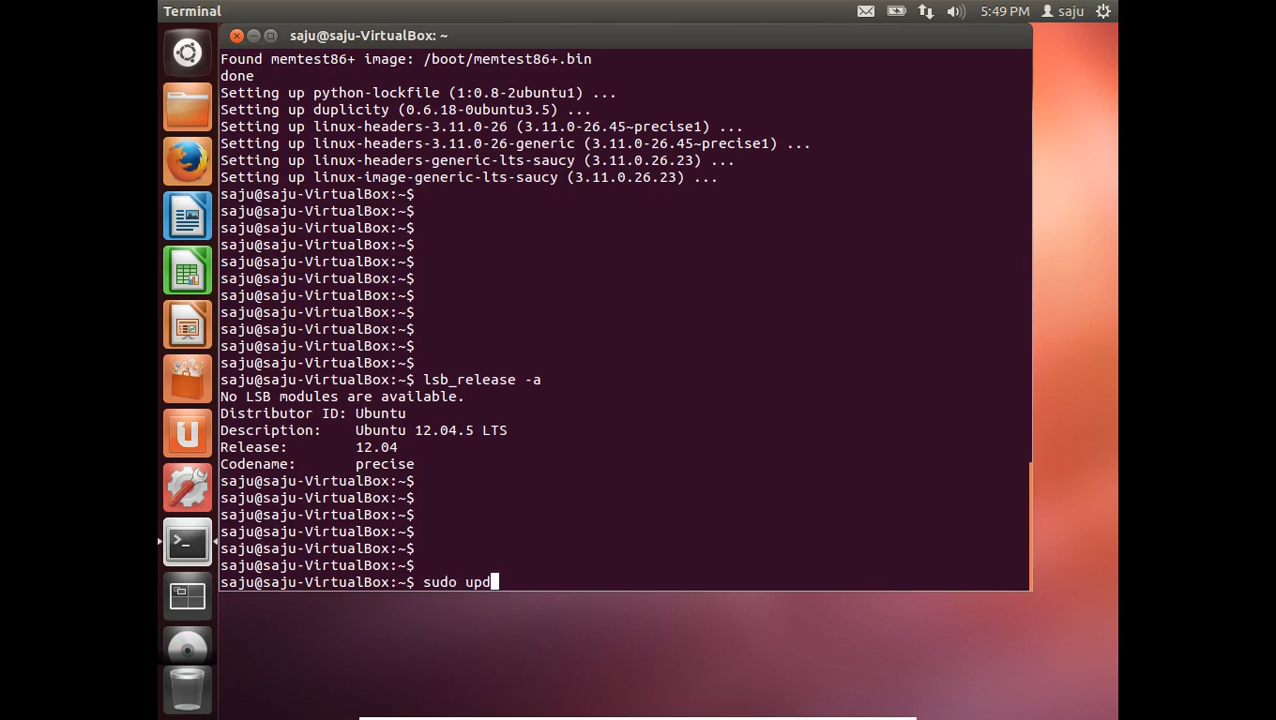 Terminal
5:49 PM saju
saju@saju-VirtualBox: ~
Found memtest86+ image: /boot/memtest86+.bin
done
Setting up python-lockfile (1:0.8-2ubuntu1) ...
Setting up duplicity (0.6.18-0ubuntu3.5) ...
Setting up linux-headers-3.11.0-26 (3.11.0-26.45~precise1) ...
Setting up linux-headers-3.11.0-26-generic (3.11.0-26.45~precise1) ...
Setting up linux-headers-generic-lts-saucy (3.11.0.26.23) ...
Setting up linux-image-generic-lts-saucy (3.11.0.26.23) ...
saju@saju-VirtualBox:~$
saju@saju-VirtualBox:~$
saju@saju-VirtualBox:~$
saju@saju-VirtualBox:~$
saju@saju-VirtualBox:~$
saju@saju-VirtualBox:~$
saju@saju-VirtualBox:~$
saju@saju-VirtualBox:~$
saju@saju-VirtualBox:~$
saju@saju-VirtualBox:~$
saju@saju-VirtualBox:~$
saju@saju-VirtualBox:~$ lsb_release -a
No LSB modules are available.
Distributor ID: Ubuntu
Description:    Ubuntu 12.04.5 LTS
Release:        12.04
Codename:       precise
saju@saju-VirtualBox:~$
saju@saju-VirtualBox:~$
saju@saju-VirtualBox:~$
saju@saju-VirtualBox:~$
saju@saju-VirtualBox:~$
saju@saju-VirtualBox:~$
saju@saju-VirtualBox:~$ sudo upd